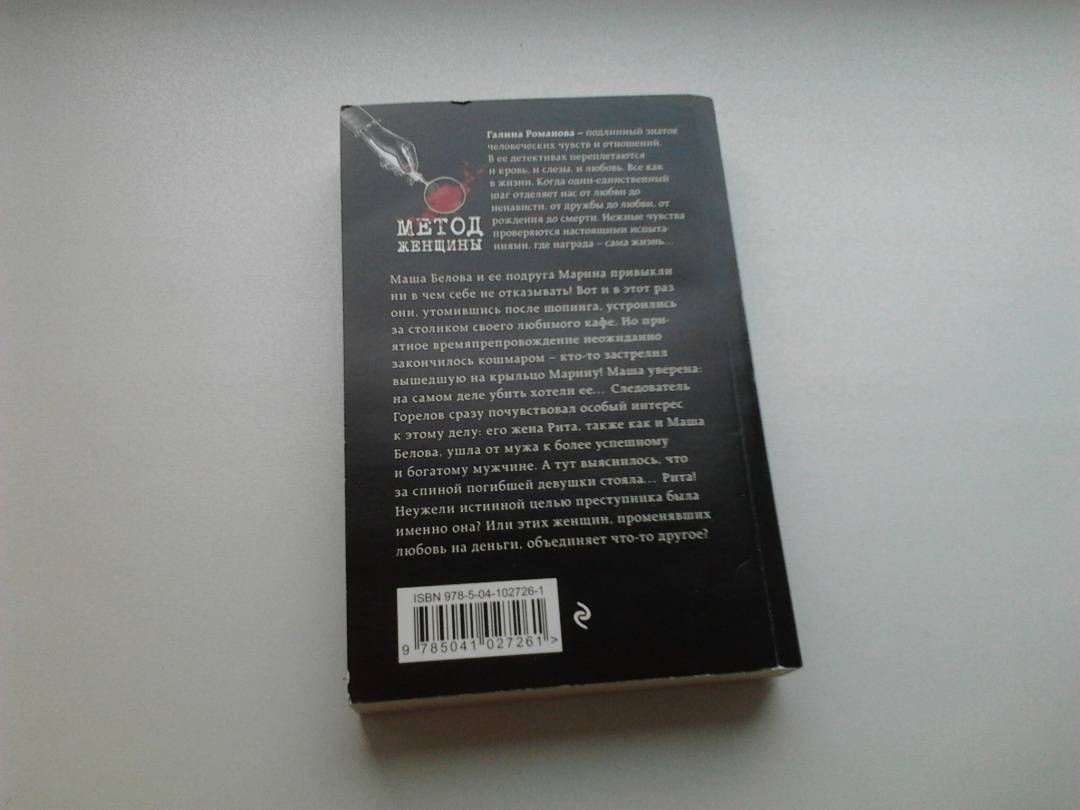 Галина Романова – подлинный знаток
человеческих чувств и отношений.
В ее детективах переплетаются
и кровь, и слезы, и любовь. Все как
в жизни. Когда один-единственный
шаг отделяет нас от любви до
ненависти, от дружбы до любви, от
рождения до смерти. Нежные чувства
проверяются настоящими испыта-
ниями, где награда – сама жизнь...
МЕТОД
ЖЕНЩИНЫ
Маша Белова и ее подруга Марина привыкли
ни в чем себе не отказывать! Вот и в этот раз
они, утомившись после шопинга, устроились
за столиком своего любимого кафе. Но при-
ятное времяпрепровождение неожиданно
закончилось кошмаром – кто-то застрелил
вышедшую на крыльцо Марину! Маша уверена:
на самом деле убить хотели ее... Следователь
Горелов сразу почувствовал особый интерес
к этому делу: его жена Рита, также как и Маша
Белова, ушла от мужа к более успешному
и богатому мужчине. А тут выяснилось, что
за спиной погибшей девушки стояла... Рита!
Неужели истинной целью преступника была
именно она? Или этих женщин, променявших
любовь на деньги, объединяет что-то другое?
ISBN 978-5-04-102726-1
9 785041 027261 >